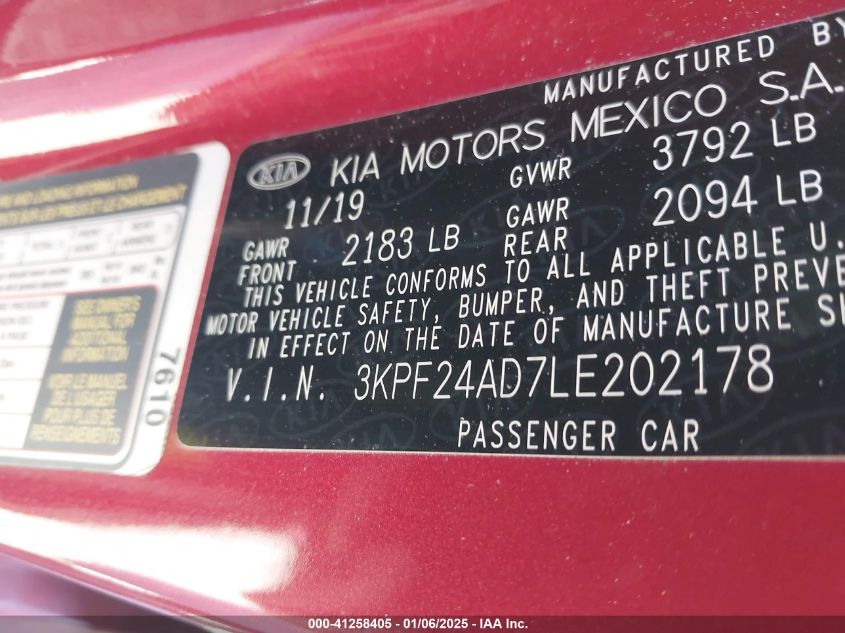 MANUFACTURED BY
KIA KIA MOTORS MEXICO S.A.
11/19 GVWR 3792 LB
GAWR FRONT 2183 LB GAWR REAR 2094 LB
THIS VEHICLE CONFORMS TO ALL APPLICABLE U.
MOTOR VEHICLE SAFETY, BUMPER, AND THEFT PREVE
IN EFFECT ON THE DATE OF MANUFACTURE SH
V.I.N. 3KPF24AD7LE202178
PASSENGER CAR
SEE OWNER'S
MANUAL FOR
ADDITIONAL
INFORMATION
VOIR LE MANUEL
DE L'USAGER
POUR PLUS DE
RENSEIGNEMENTS
7610
000-41258405 | 01/06/2025 - IAA Inc.